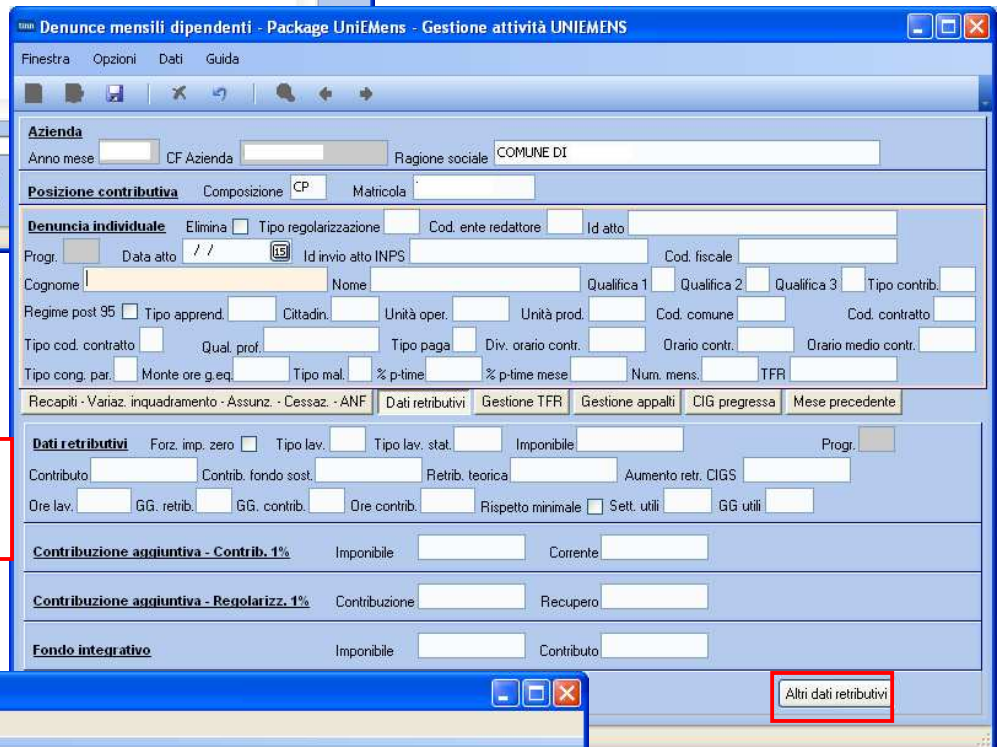 tinn Denunce mensili dipendenti - Package UniEMens - Gestione attività UNIEMENS
Finestra Opzioni Dati Guida
Azienda
Anno mese CF Azienda Ragione sociale COMUNE DI
Posizione contributiva Composizione CP Matricola
Denuncia individuale Elimina Tipo regolarizzazione Cod. ente redattore Id atto
Progr. Data atto / / 15 Id invio atto INPS Cod. fiscale
Cognome Nome Qualifica 1 Qualifica 2 Qualifica 3 Tipo contrib.
Regime post 95 Tipo apprend. Cittadin. Unità oper. Unità prod. Cod. comune Cod. contratto
Tipo cod. contratto Qual. prof. Tipo paga Div. orario contr. Orario contr. Orario medio contr.
Tipo cong. par. Monte ore g.eq. Tipo mal. % p-time % p-time mese Num. mens. TFR
Recapiti - Variaz. inquadramento - Assunz. - Cessaz. - ANF Dati retributivi Gestione TFR Gestione appalti CIG pregressa Mese precedente
Dati retributivi Forz. imp. zero Tipo lav. Tipo lav. stat. Imponibile Progr.
Contributo Contrib. fondo sost. Retrib. teorica Aumento retr. CIGS
Ore lav. GG. retrib. GG. contrib. Ore contrib. Rispetto minimale Sett. utili GG utili
Contribuzione aggiuntiva - Contrib. 1% Imponibile Corrente
Contribuzione aggiuntiva - Regolarizz. 1% Contribuzione Recupero
Fondo integrativo Imponibile Contributo
Altri dati retributivi